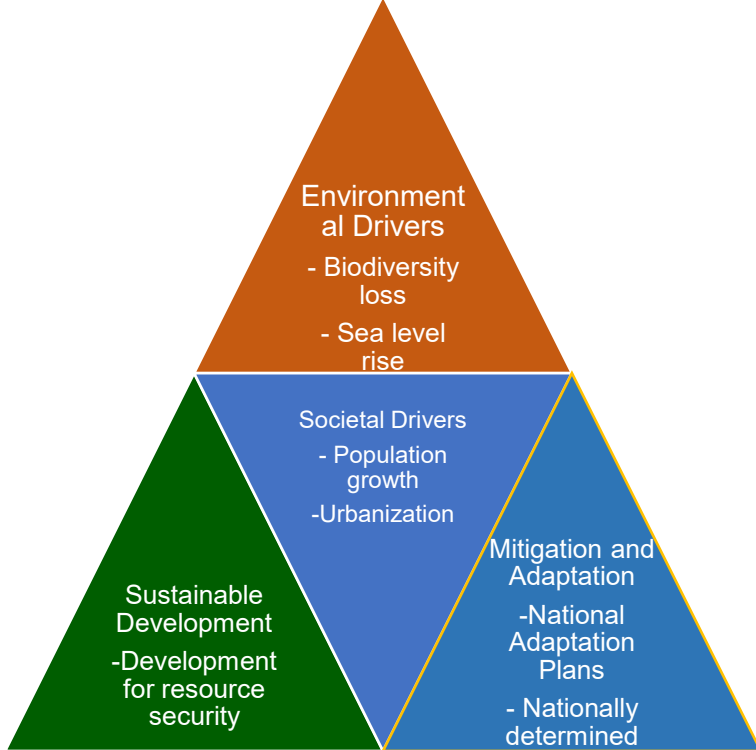 Environment
al Drivers
- Biodiversity
loss
- Sea level
rise
Societal Drivers
- Population
growth
-Urbanization
Sustainable
Development
-Development
for resource
security
Mitigation and
Adaptation
-National
Adaptation
Plans
- Nationally
determined